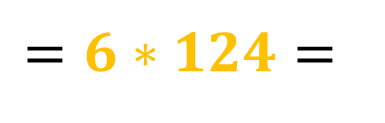 = 6 * 124 =